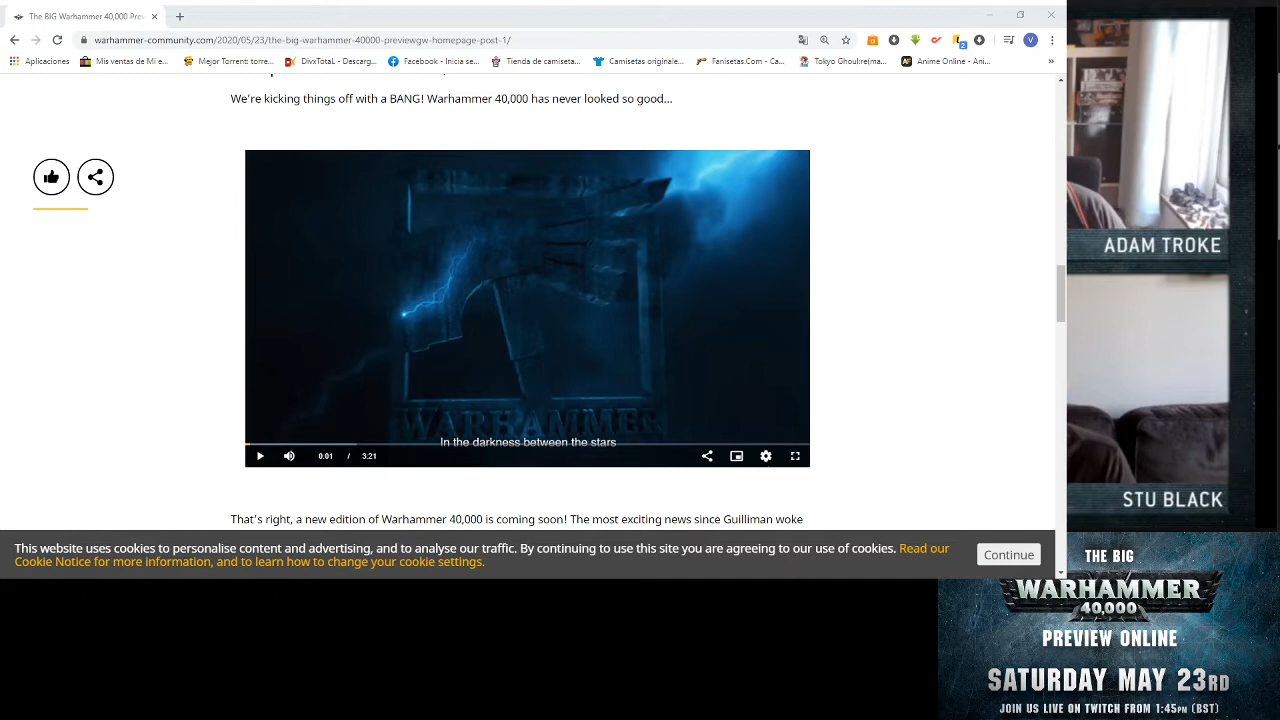 The BIG Warhammer 40,000 Prev
warhammer-community.com/2020/05/23/the-big-warhammer-40000-previewgw-homepage-post-1/
Aplicaciones Mis ventas de Mi e... Mejor Torrent: torre... DivxTotaL - Descarg... Facebook - Inicia se... Tienda de camiseta... Camisetas originale... Fanisetas.Com - Ca... Tokyo Ghoul:re(ma... Anime Online - Ani... »
We're kicking things off with a BANG! Warhammer 40,000 has never looked so good...
WARHAMMER
In the darkness between the stars
0:01 / 3:21
That's right, a new edition of Warhammer 40,000 is coming soon! The most exciting news since Guilliman woke
This website uses cookies to personalise content and advertising, and to analyse our traffic. By continuing to use this site you are agreeing to our use of cookies. Read our
Cookie Notice for more information, and to learn how to change your cookie settings.
Continue
ADAM TROKE
STU BLACK
THE BIG
WARHAMMER
40,000
PREVIEW ONLINE
SATURDAY MAY 23RD
JOIN US LIVE ON TWITCH FROM 1:45PM (BST)